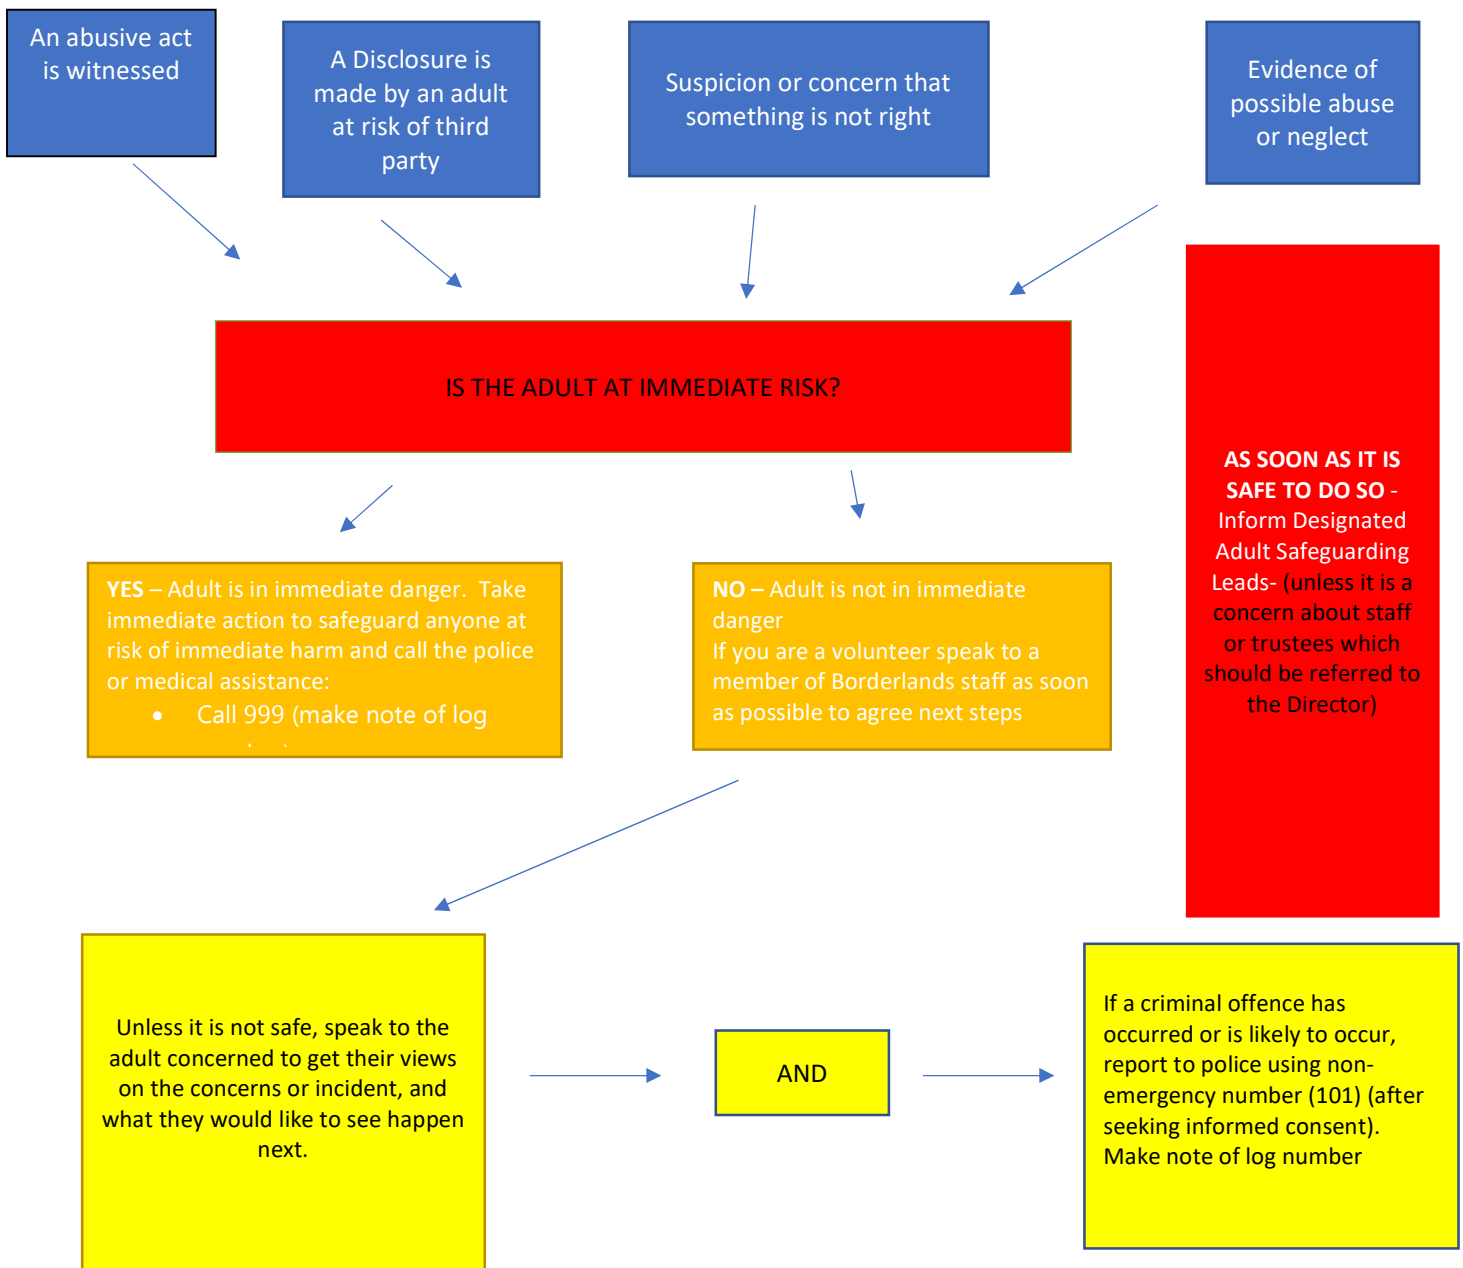 An abusive act
is witnessed
A Disclosure is
made by an adult
at risk of third
party
Suspicion or concern that
something is not right
Evidence of
possible abuse
or neglect
IS THE ADULT AT IMMEDIATE RISK?
AS SOON AS IT IS
SAFE TO DO SO -
Inform Designated
Adult Safeguarding
Leads- (unless it is a
concern about staff
or trustees which
should be referred to
the Director)
YES – Adult is in immediate danger.  Take
immediate action to safeguard anyone at
risk of immediate harm and call the police
or medical assistance:
• Call 999 (make note of log
NO – Adult is not in immediate
danger
If you are a volunteer speak to a
member of Borderlands staff as soon
as possible to agree next steps
Unless it is not safe, speak to the
adult concerned to get their views
on the concerns or incident, and
what they would like to see happen
next.
AND
If a criminal offence has
occurred or is likely to occur,
report to police using non-
emergency number (101) (after
seeking informed consent).
Make note of log number